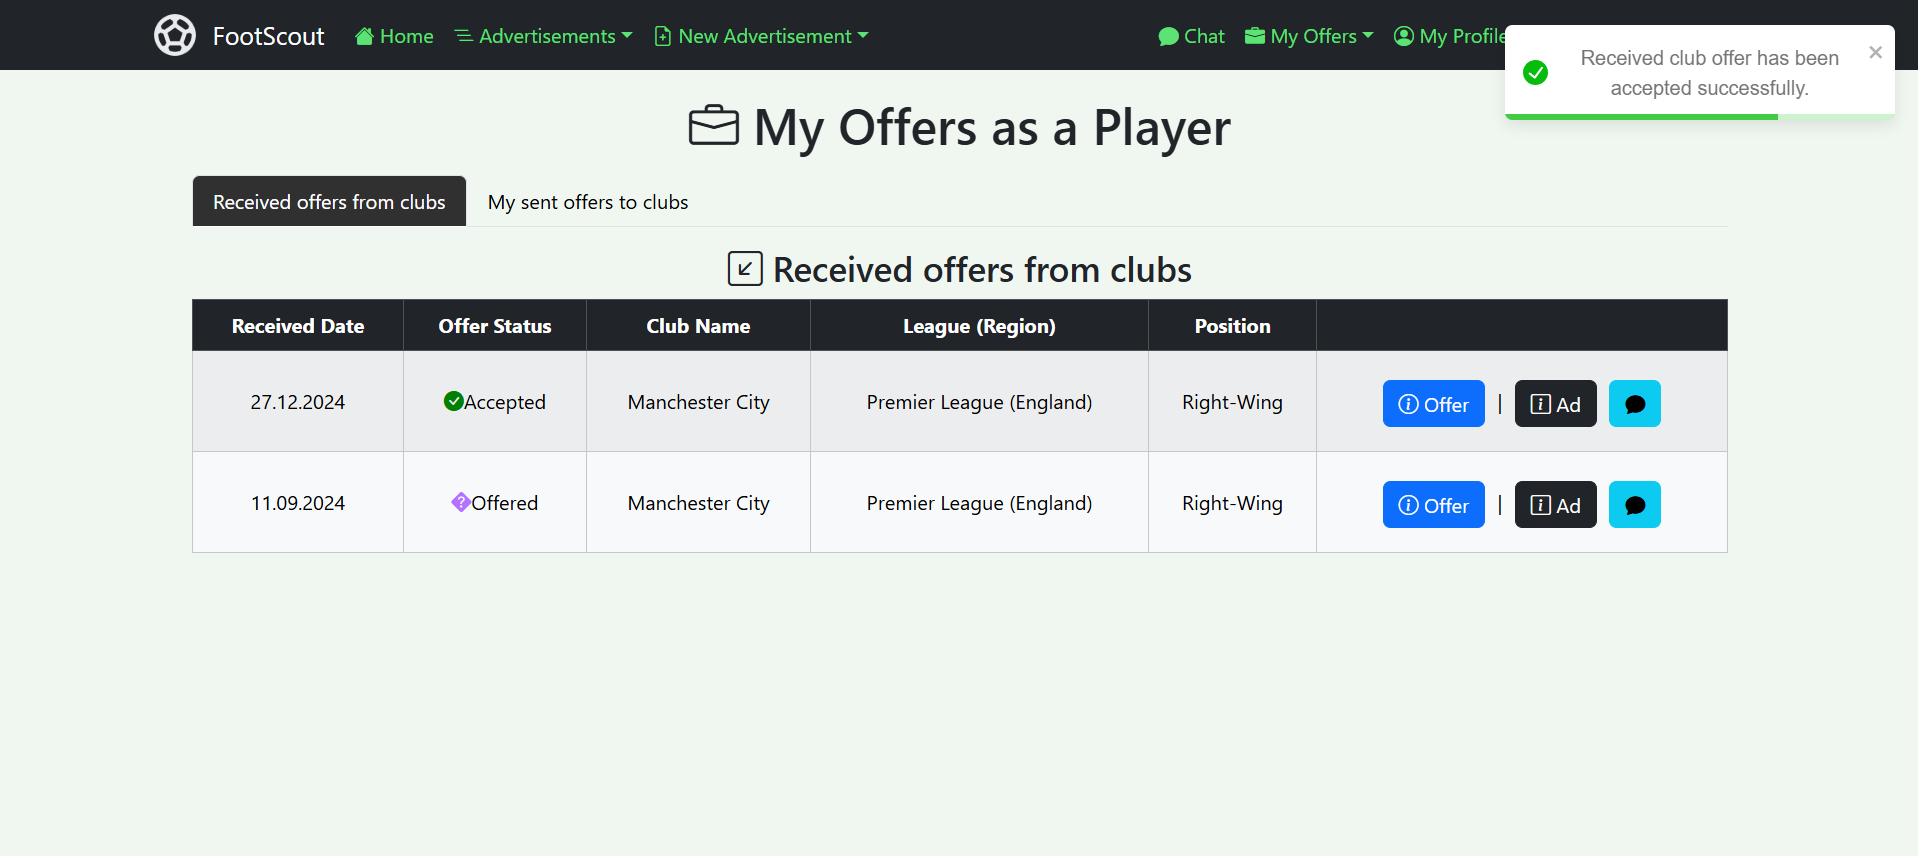 FootScout Home Advertisements New Advertisement Chat My Offers My Profile
Received club offer has been
accepted successfully.
My Offers as a Player
Received offers from clubs My sent offers to clubs
Received offers from clubs
Received Date Offer Status Club Name League (Region) Position
27.12.2024 Accepted Manchester City Premier League (England) Right-Wing Offer | Ad
11.09.2024 Offered Manchester City Premier League (England) Right-Wing Offer | Ad